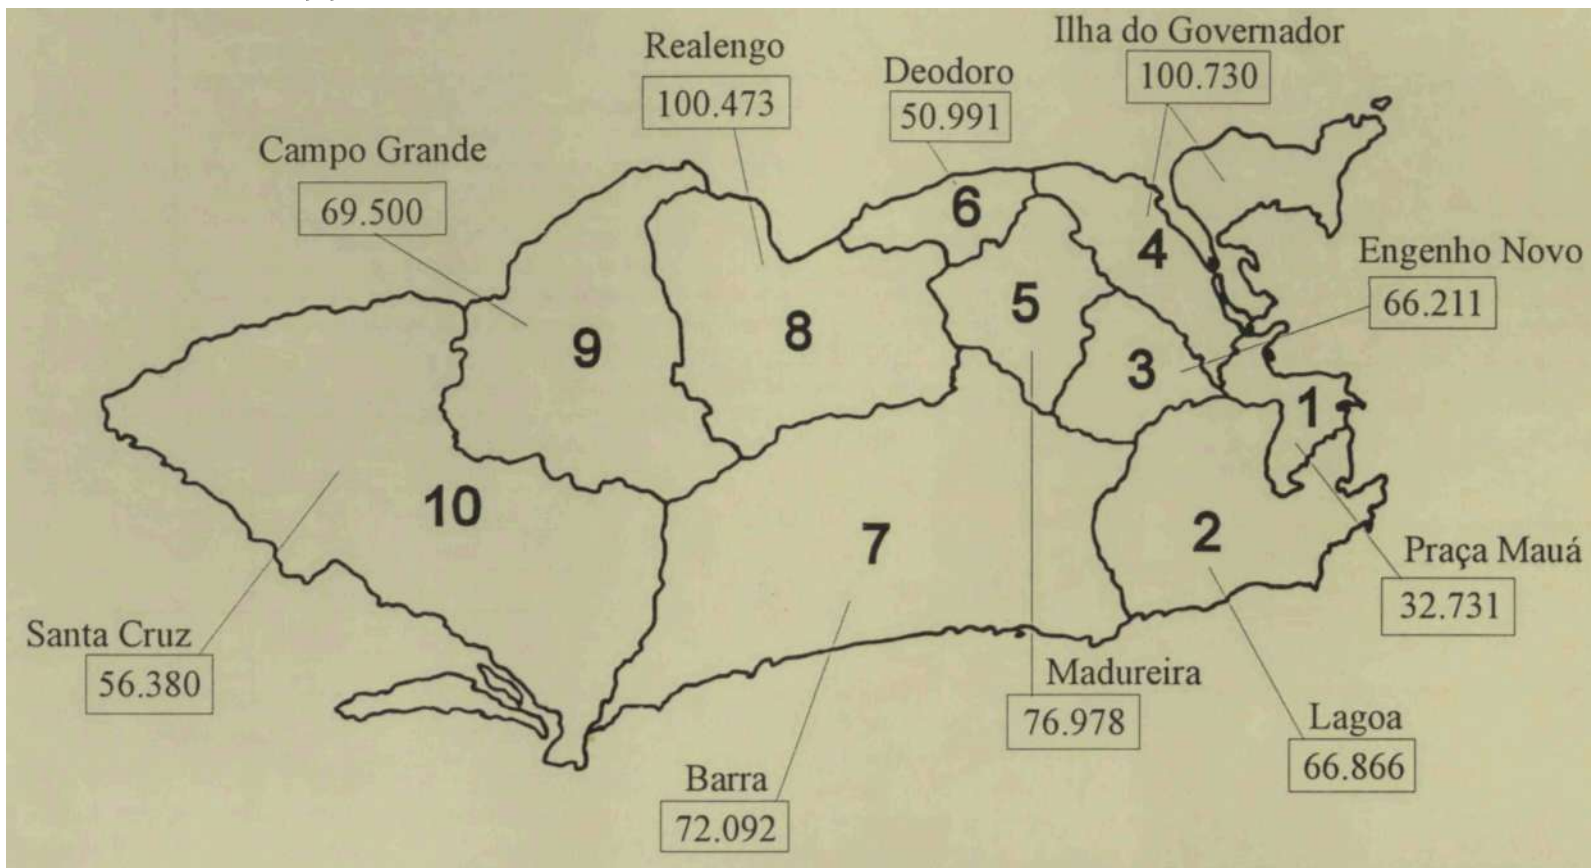 Ilha do Governador
100.730
Realengo
100.473
Deodoro
50.991
Campo Grande
69.500
Engenho Novo
66.211
6
4
5
8
9
3
1
10
7
2
Praça Mauá
32.731
Santa Cruz
56.380
Madureira
76.978
Lagoa
66.866
Barra
72.092